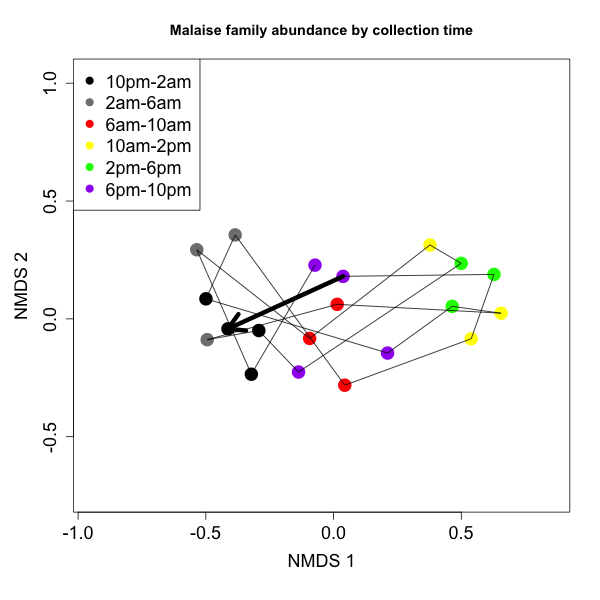 Malaise family abundance by collection time
10pm-2am
2am-6am
6am-10am
10am-2pm
2pm-6pm
6pm-10pm
1.0
0.5
0.0
-0.5
NMDS 2
-1.0 -0.5 0.0 0.5
NMDS 1